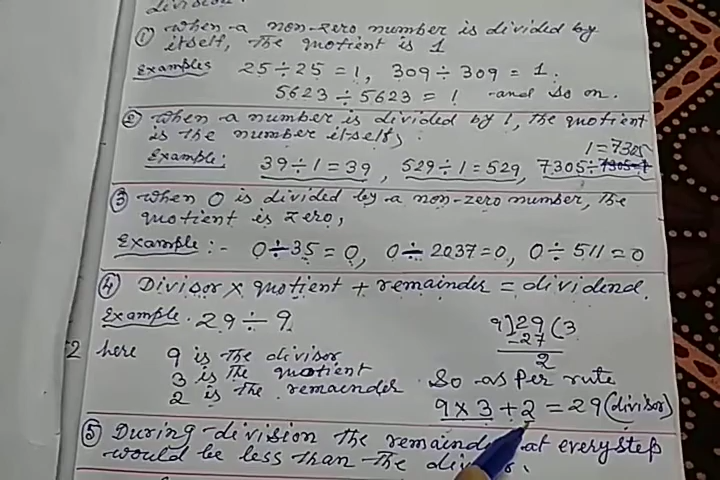 division.
① When a non-zero number is divided by
itself, the quotient is 1
Examples 25÷25 = 1, 309÷309 = 1.
5623÷5623 = 1 and so on.
② When a number is divided by 1, the quotient
is the number itself,
1=7305
Example: 39÷1=39, 529÷1=529, 7305÷
③ When 0 is divided by a non-zero number, the
quotient is zero,
Example:- 0÷35=0, 0÷2037=0, 0÷511=0
④ Divisor x quotient + remainder = dividend.
Example. 29÷9
9)29(3
-27
2
2 here 9 is the divisor
3 is the quotient
2 is the remainder
So as per rule
9x3+2=29(divisor)
⑤ During division the remainder at every step
would be less than the